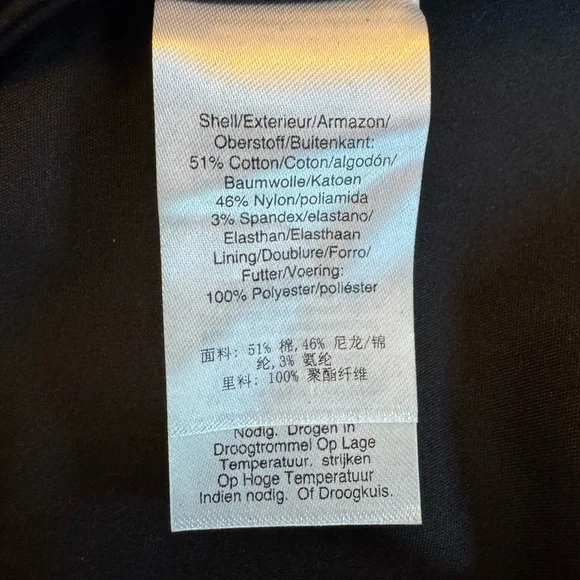 Shell/Exterieur/Armazon/
Oberstoff/Buitenkant:
51% Cotton/Coton/algodón/
Baumwolle/Katoen
46% Nylon/poliamida
3% Spandex/elastano/
Elasthan/Elasthaan
Lining/Doublure/Forro/
Futter/Voering:
100% Polyester/poliéster
面料: 51% 棉,46% 尼龙/锦
纶,3% 氨纶
里料: 100% 聚酯纤维
Nodig. Drogen in
Droogtrommel Op Lage
Temperatuur. strijken
Op Hoge Temperatuur
Indien nodig. Of Droogkuis.